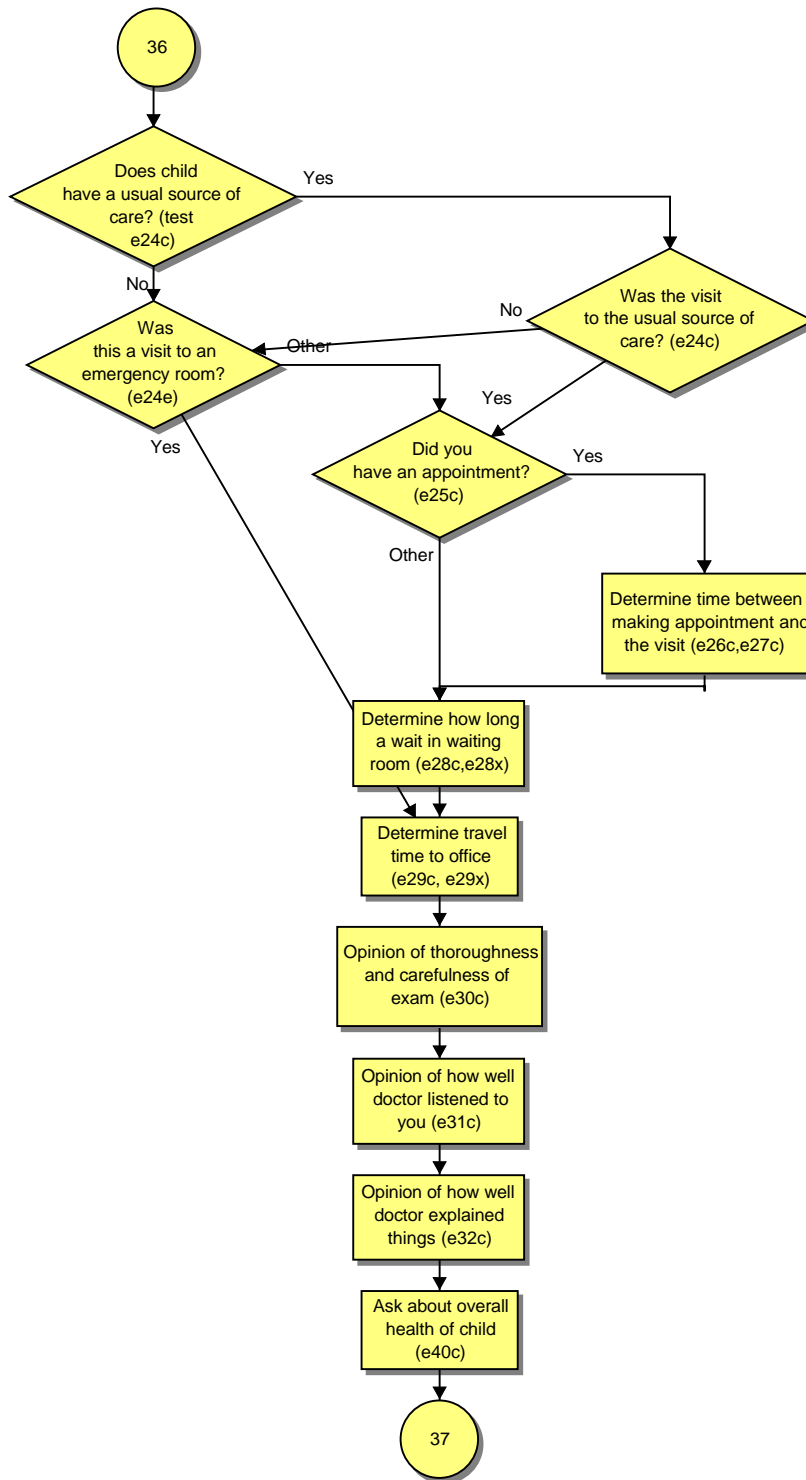 36
Does child
have a usual source of
care? (test
e24c)
Yes
No
Was the visit
to the usual source of
care? (e24c)
No
Was
this a visit to an
emergency room?
(e24e)
Other
Yes
Yes
Did you
have an appointment?
(e25c)
Yes
Other
Determine time between
making appointment and
the visit (e26c,e27c)
Determine how long
a wait in waiting
room (e28c,e28x)
Determine travel
time to office
(e29c, e29x)
Opinion of thoroughness
and carefulness of
exam (e30c)
Opinion of how well
doctor listened to
you (e31c)
Opinion of how well
doctor explained
things (e32c)
Ask about overall
health of child
(e40c)
37